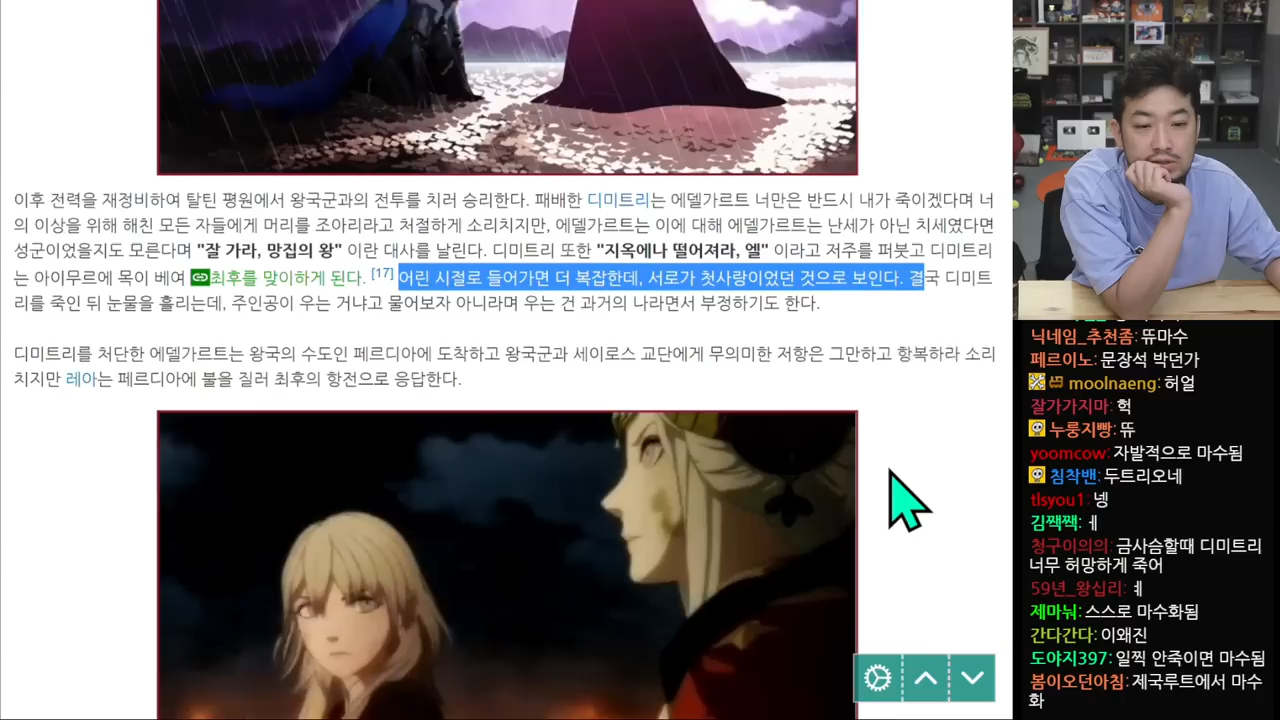 이후 전력을 재정비하여 탈틴 평원에서 왕국군과의 전투를 치러 승리한다. 패배한 디미트리는 에델가르트 너만은 반드시 내가 죽이겠다며 너
의 이상을 위해 해친 모든 자들에게 머리를 조아리라고 처절하게 소리치지만, 에델가르트는 이에 대해 에델가르트는 난세가 아닌 치세였다면
성군이었을지도 모른다며 "잘 가라, 망집의 왕" 이란 대사를 날린다. 디미트리 또한 "지옥에나 떨어져라, 엘" 이라고 저주를 퍼붓고 디미트리
는 아이무르에 목이 베여 최후를 맞이하게 된다. [17] 어린 시절로 들어가면 더 복잡한데, 서로가 첫사랑이었던 것으로 보인다. 결국 디미트
리를 죽인 뒤 눈물을 흘리는데, 주인공이 우는 거냐고 물어보자 아니라며 우는 건 과거의 나라면서 부정하기도 한다.
디미트리를 처단한 에델가르트는 왕국의 수도인 페르디아에 도착하고 왕국군과 세이로스 교단에게 무의미한 저항은 그만하고 항복하라 소리
치지만 레아는 페르디아에 불을 질러 최후의 항전으로 응답한다.
닉네임_추천좀: 뜌마수
페르이노: 문장석 박던가
moolnaeng: 허얼
잘가가지마: 헉
누룽지빵: 뜌
yoomcow: 자발적으로 마수됨
침착밴: 두트리오네
tlsyou1: 넹
김짹짹: ㅔ
청구이의의: 금사슴할때 디미트리
너무 허망하게 죽어
59년_왕십리: ㅖ
제마눠: 스스로 마수화됨
간다간다: 이왜진
도야지397: 일찍 안죽이면 마수됨
봄이오던아침: 제국루트에서 마수
화